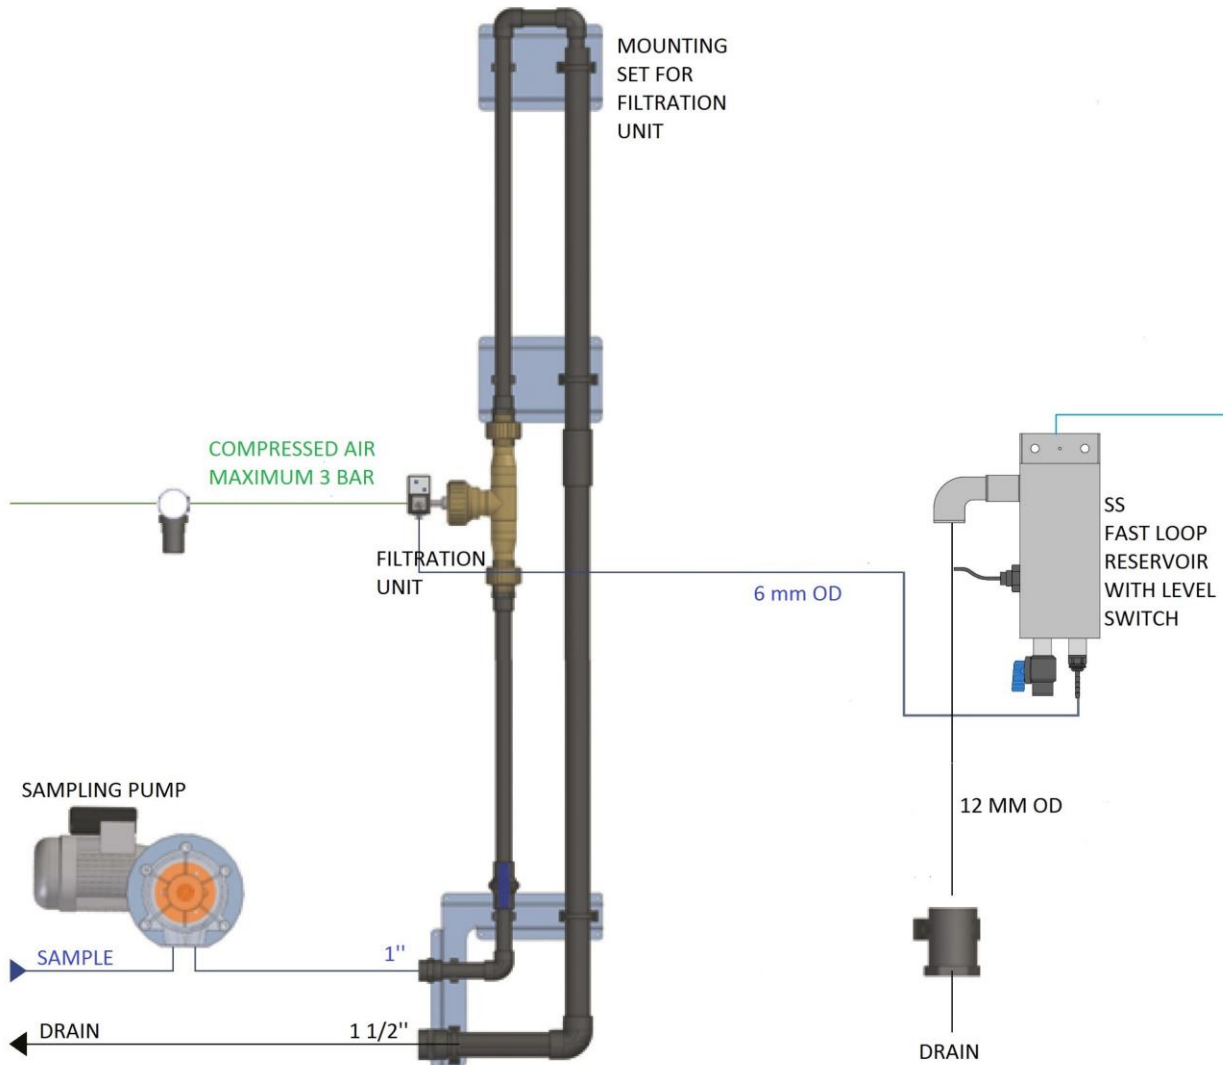 MOUNTING
SET FOR
FILTRATION
UNIT
COMPRESSED AIR
MAXIMUM 3 BAR
FILTRATION
UNIT
6 mm OD
SS
FAST LOOP
RESERVOIR
WITH LEVEL
SWITCH
SAMPLING PUMP
12 MM OD
SAMPLE
1''
DRAIN
1 1/2''
DRAIN